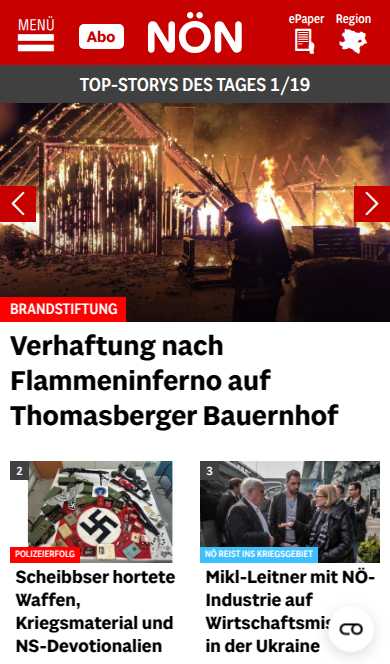 MENÜ
Abo
NÖN
ePaper
Region
TOP-STORYS DES TAGES 1/19
BRANDSTIFTUNG
Verhaftung nach
Flammeninferno auf
Thomasberger Bauernhof
2
POLIZEIERFOLG
Scheibbser hortete
Waffen,
Kriegsmaterial und
NS-Devotionalien
3
NÖ REIST INS KRIEGSGEBIET
Mikl-Leitner mit NÖ-
Industrie auf
in der Ukraine